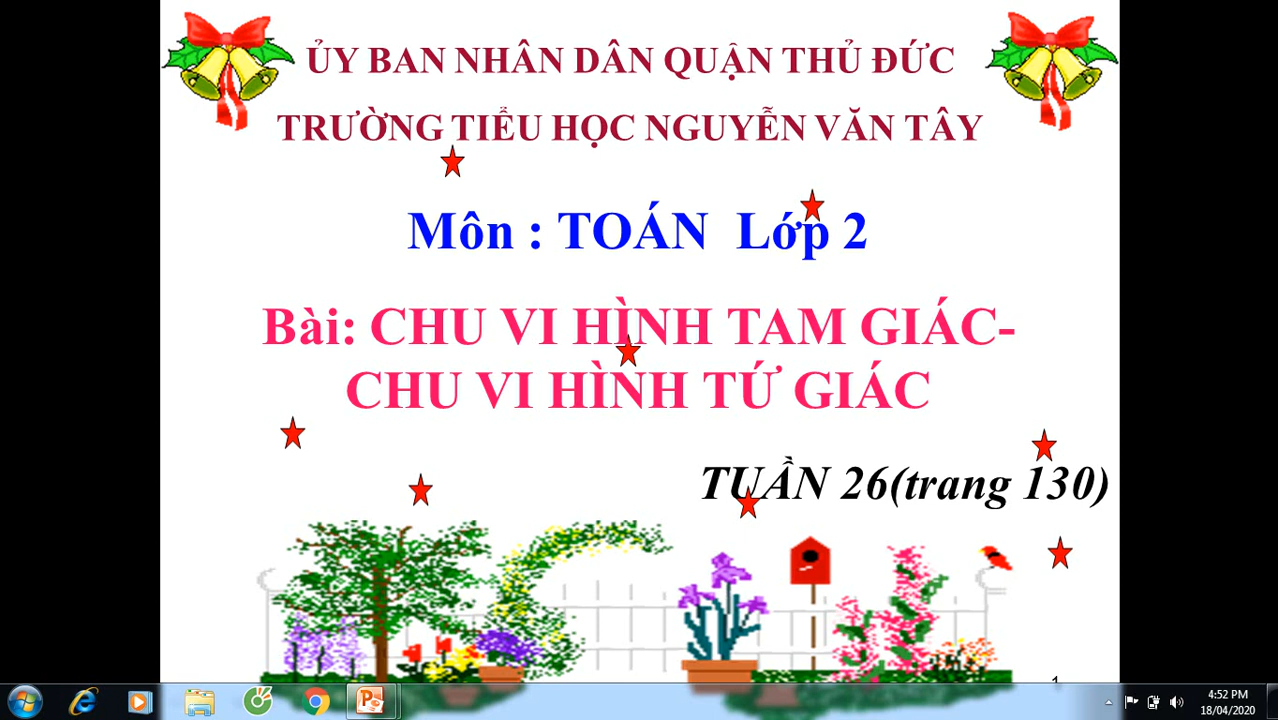 ỦY BAN NHÂN DÂN QUẬN THỦ ĐỨC
TRƯỜNG TIỂU HỌC NGUYỄN VĂN TÂY
Môn : TOÁN Lớp 2
Bài: CHU VI HÌNH TAM GIÁC-
CHU VI HÌNH TỨ GIÁC
TUẦN 26(trang 130)
1
4:52 PM
18/04/2020